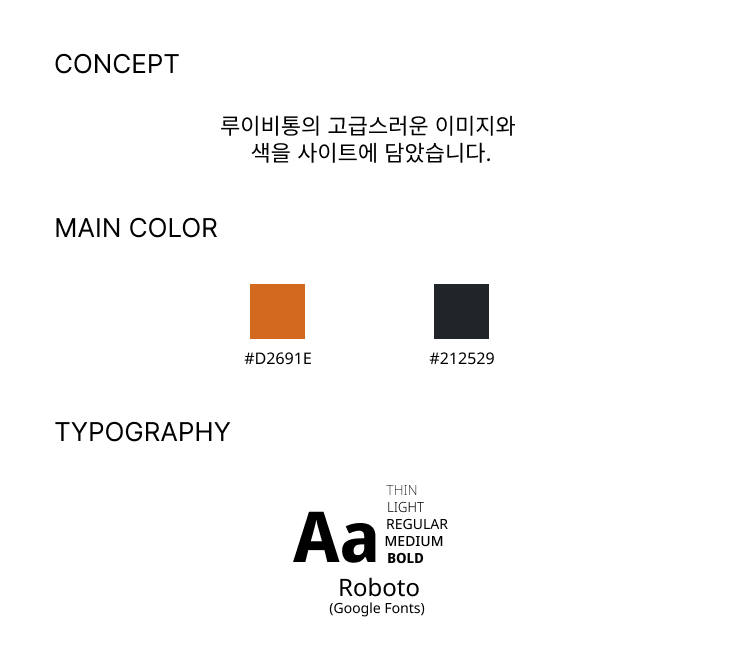 CONCEPT
루이비통의 고급스러운 이미지와
색을 사이트에 담았습니다.
MAIN COLOR
#D2691E
#212529
TYPOGRAPHY
Aa
THIN
LIGHT
REGULAR
MEDIUM
BOLD
Roboto
(Google Fonts)